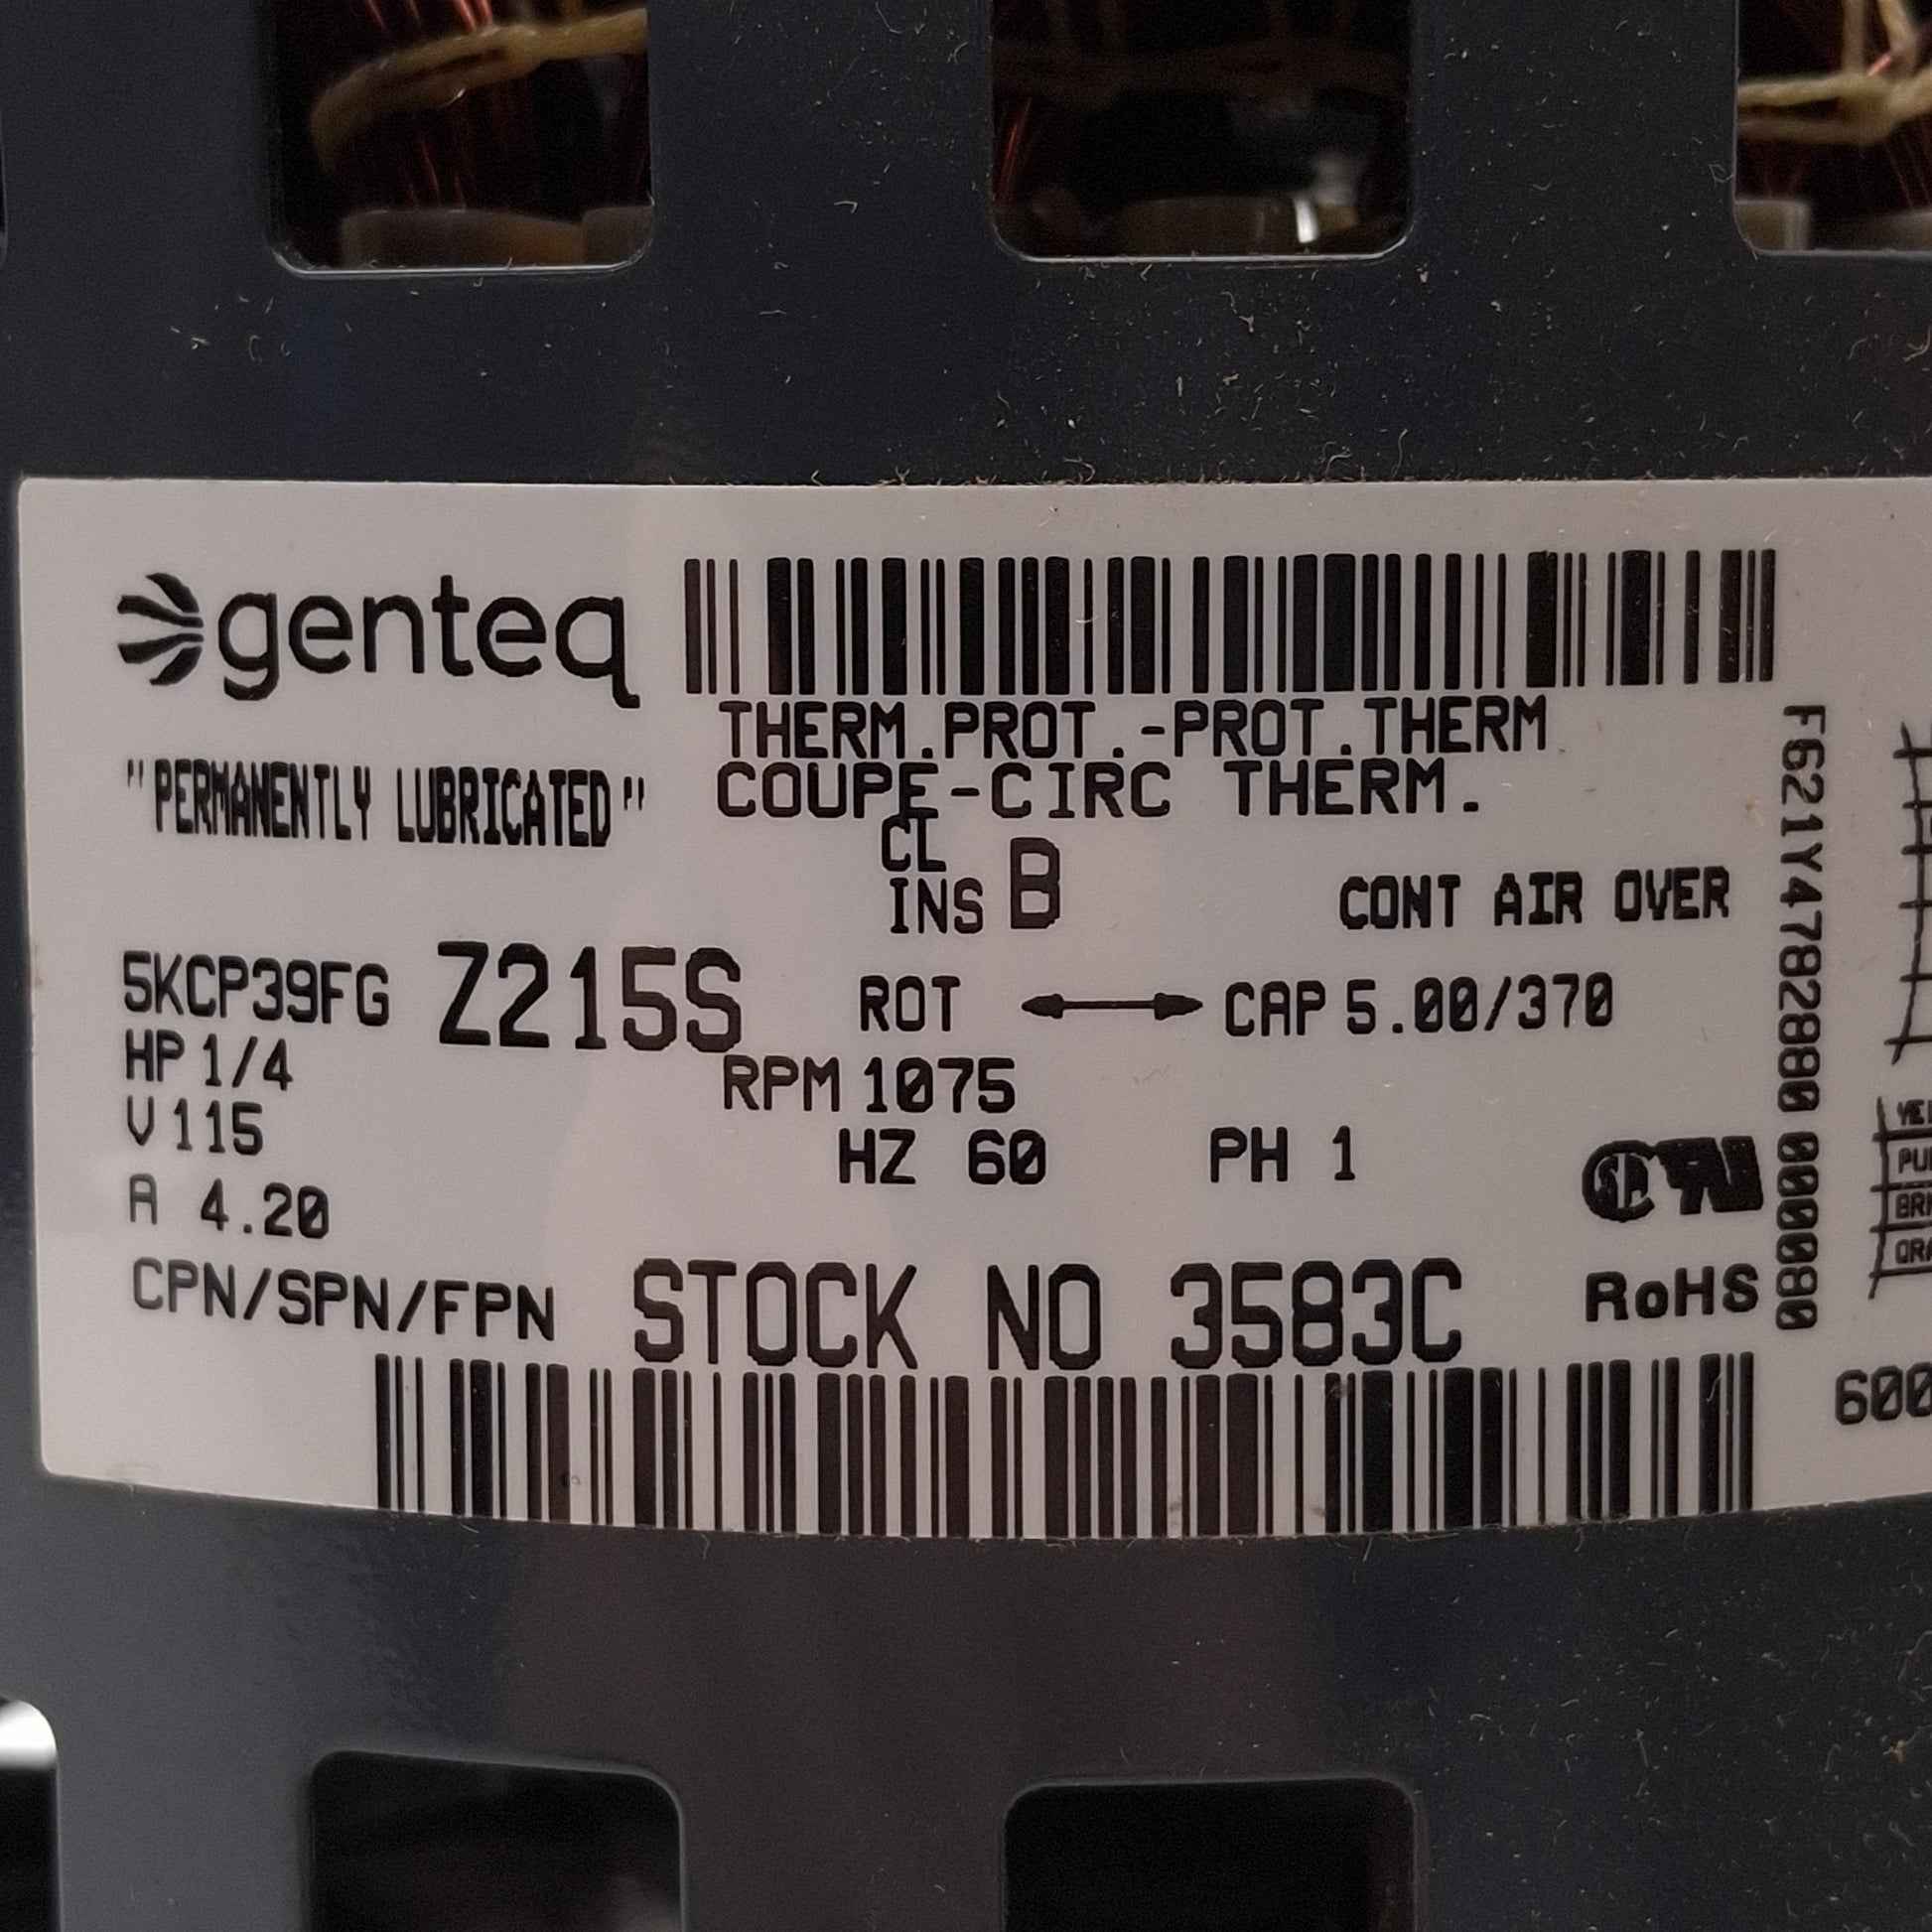 genteq
THERM.PROT.-PROT.THERM
"PERMANENTLY LUBRICATED"
COUPE-CIRC THERM.
CL
INS B
CONT AIR OVER
5KCP39FG Z215S
ROT
CAP 5.00/370
HP 1/4
RPM 1075
V 115
HZ 60
PH 1
A 4.20
CPN/SPN/FPN
STOCK NO 3583C
RoHS
F621Y4782880 000080
600